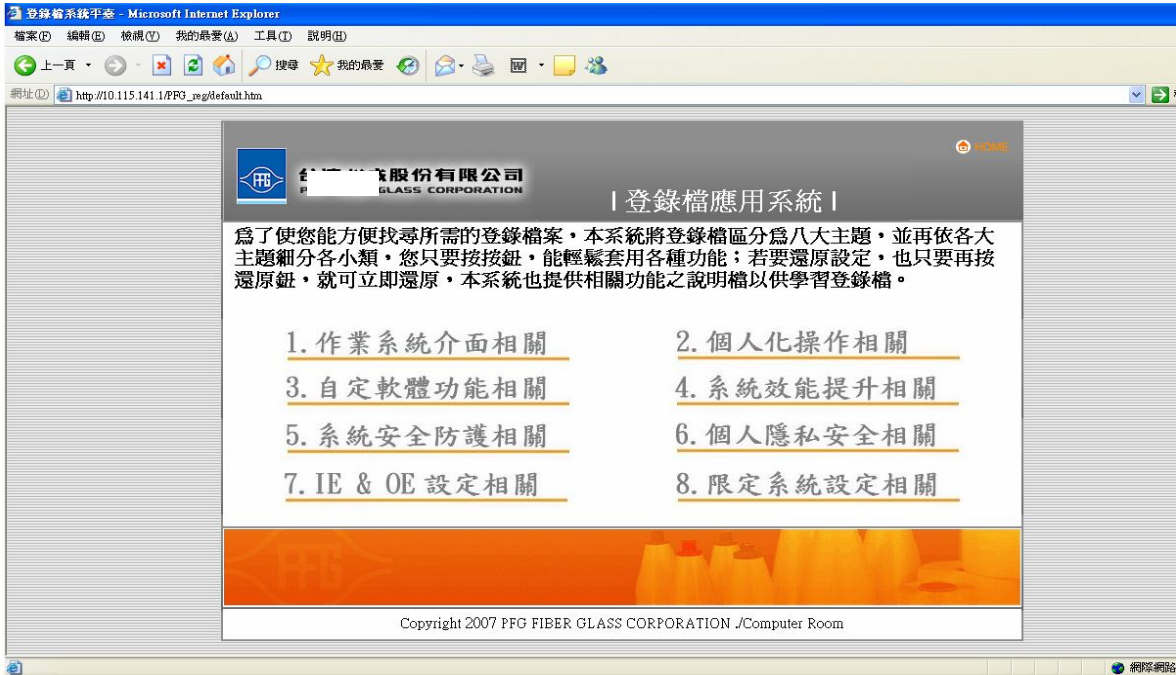 登錄檔系統平臺 - Microsoft Internet Explorer
檔案(F) 編輯(E) 檢視(V) 我的最愛(A) 工具(T) 說明(H)
上一頁 搜尋 我的最愛
網址(D) http://10.115.141.1/PFG_reg/default.htm
HOME
PFG
股份有限公司
GLASS CORPORATION
登錄檔應用系統
為了使您能方便找尋所需的登錄檔案，本系統將登錄檔區分為八大主題，並再依各大
主題細分各小類，您只要按按鈕，能輕鬆套用各種功能；若要還原設定，也只要再按
還原鈕，就可立即還原，本系統也提供相關功能之說明檔以供學習登錄檔。
1.作業系統介面相關 2.個人化操作相關
3.自定軟體功能相關 4.系統效能提升相關
5.系統安全防護相關 6.個人隱私安全相關
7.IE & OE 設定相關 8.限定系統設定相關
PFG
Copyright 2007 PFG FIBER GLASS CORPORATION ./Computer Room
網際網路